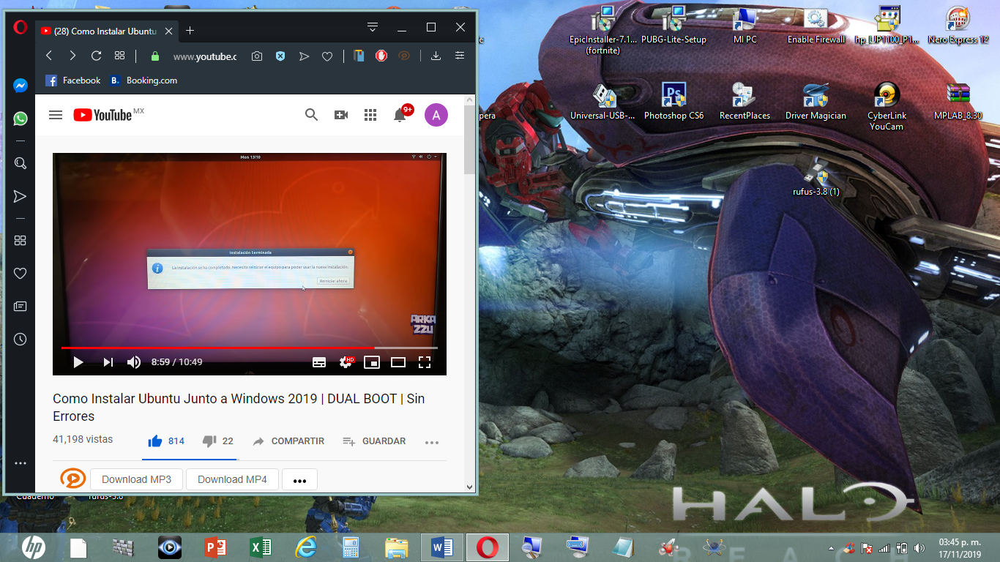 (28) Como Instalar Ubuntu
www.youtube.c
Facebook
B.
Booking.com
YouTube MX
9+
A
Mon 13:10
Instalación terminada
La instalación se ha completado. Necesita reiniciar el equipo para poder usar la nueva instalación.
Reiniciar ahora
ARKA
ZZU
8:59 / 10:49
HD
Como Instalar Ubuntu Junto a Windows 2019 | DUAL BOOT | Sin
Errores
41,198 vistas
814
22
COMPARTIR
GUARDAR
Download MP3
Download MP4
EpicInstaller-7.1...
(fortnite)
PUBG-Lite-Setup
MI PC
Enable Firewall
hp_LJP1100_P1...
Nero Express 12
pera
Universal-USB-...
Ps
Photoshop CS6
RecentPlaces
Driver Magician
CyberLink
YouCam
MPLAB_8.30
rufus-3.8 (1)
Cuaderno
rufus-3.8
HALO
REACH
hp
03:45 p. m.
17/11/2019